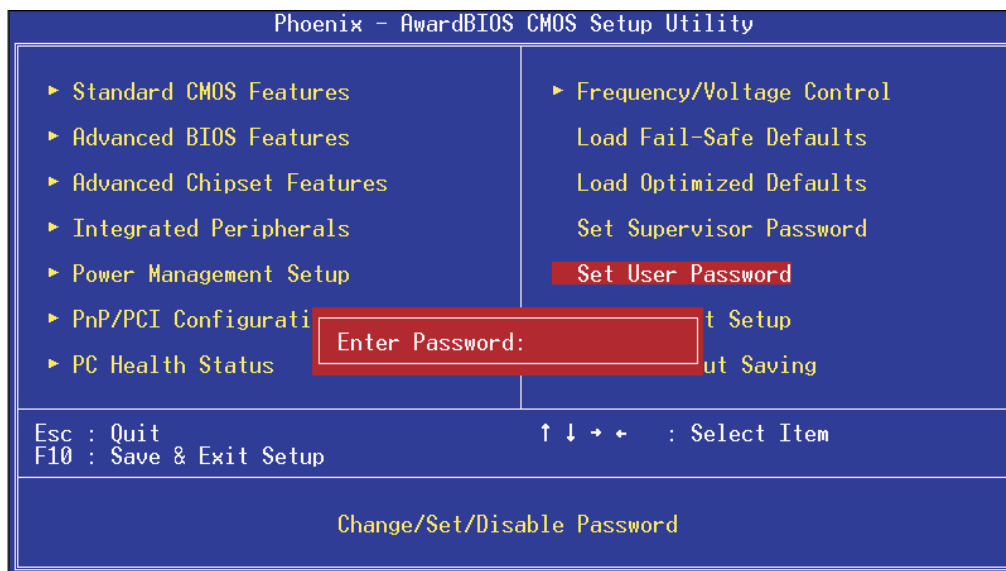 Phoenix - AwardBIOS CMOS Setup Utility
▸ Standard CMOS Features
▸ Advanced BIOS Features
▸ Advanced Chipset Features
▸ Integrated Peripherals
▸ Power Management Setup
▸ PnP/PCI Configurati
▸ PC Health Status
▸ Frequency/Voltage Control
Load Fail-Safe Defaults
Load Optimized Defaults
Set Supervisor Password
Set User Password
t Setup
ut Saving
Enter Password:
Esc : Quit
F10 : Save & Exit Setup
↑ ↓ → ← : Select Item
Change/Set/Disable Password